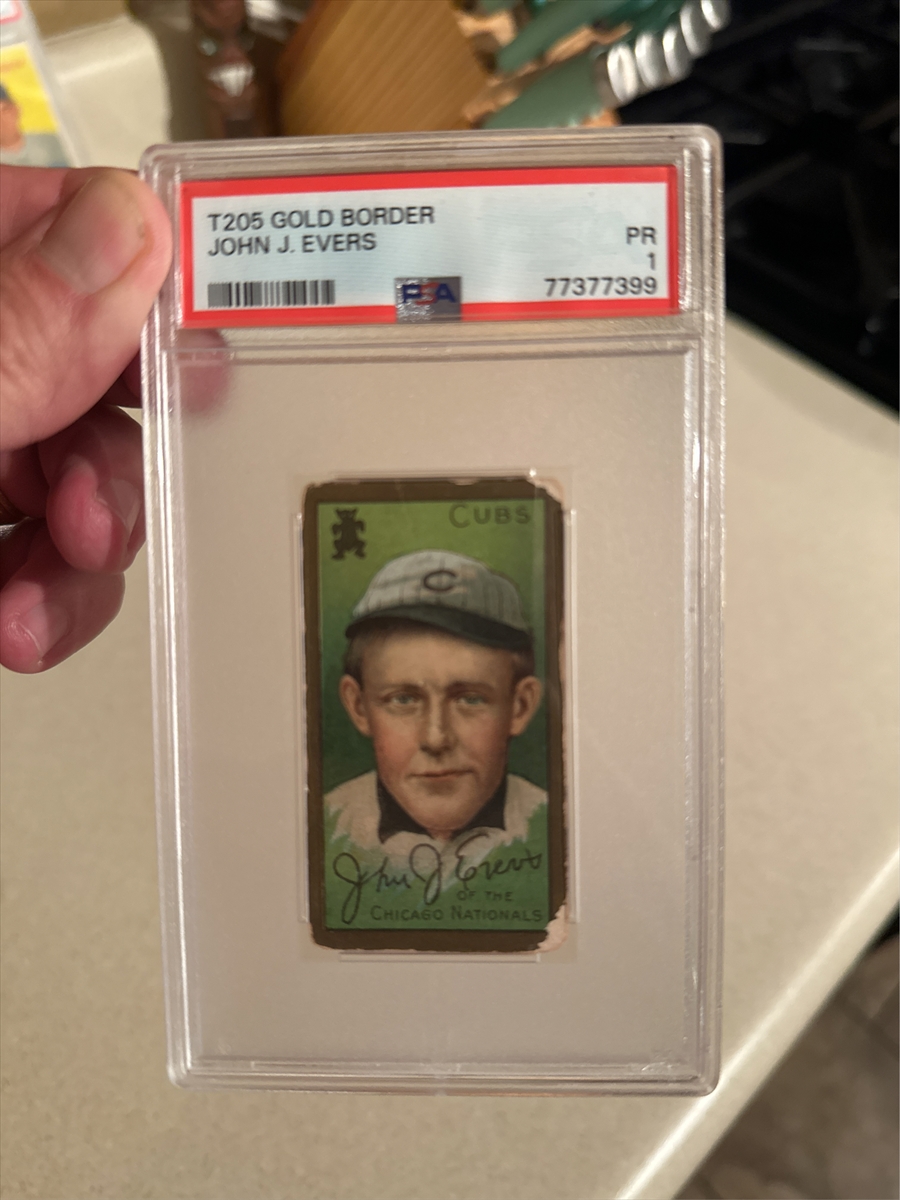 T205 GOLD BORDER
JOHN J. EVERS
PR
1
PSA
77377399
CUBS
C
John J Evers
OF THE
CHICAGO NATIONALS